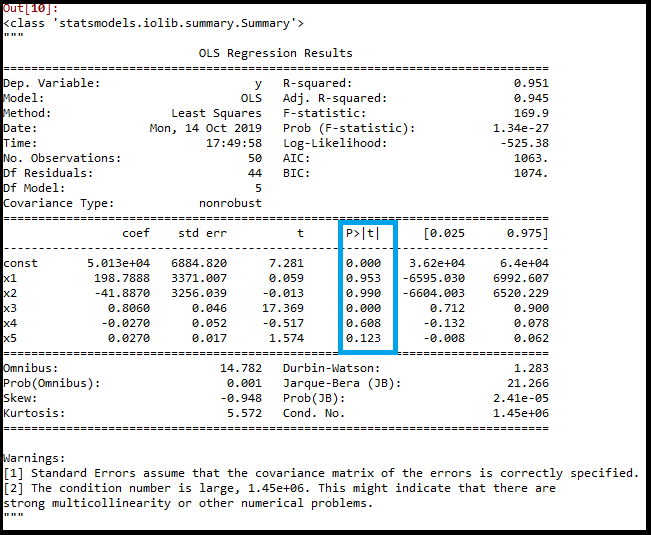 Out[10]:
<class 'statsmodels.iolib.summary.Summary'>
"""
OLS Regression Results
==============================================================================
Dep. Variable: y R-squared: 0.951
Model: OLS Adj. R-squared: 0.945
Method: Least Squares F-statistic: 169.9
Date: Mon, 14 Oct 2019 Prob (F-statistic): 1.34e-27
Time: 17:49:58 Log-Likelihood: -525.38
No. Observations: 50 AIC: 1063.
Df Residuals: 44 BIC: 1074.
Df Model: 5
Covariance Type: nonrobust
==============================================================================
coef std err t P>|t| [0.025 0.975]
------------------------------------------------------------------------------
const 5.013e+04 6884.820 7.281 0.000 3.62e+04 6.4e+04
x1 198.7888 3371.007 0.059 0.953 -6595.030 6992.607
x2 -41.8870 3256.039 -0.013 0.990 -6604.003 6520.229
x3 0.8060 0.046 17.369 0.000 0.712 0.900
x4 -0.0270 0.052 -0.517 0.608 -0.132 0.078
x5 0.0270 0.017 1.574 0.123 -0.008 0.062
==============================================================================
Omnibus: 14.782 Durbin-Watson: 1.283
Prob(Omnibus): 0.001 Jarque-Bera (JB): 21.266
Skew: -0.948 Prob(JB): 2.41e-05
Kurtosis: 5.572 Cond. No. 1.45e+06
==============================================================================
Warnings:
[1] Standard Errors assume that the covariance matrix of the errors is correctly specified.
[2] The condition number is large, 1.45e+06. This might indicate that there are
strong multicollinearity or other numerical problems.
"""